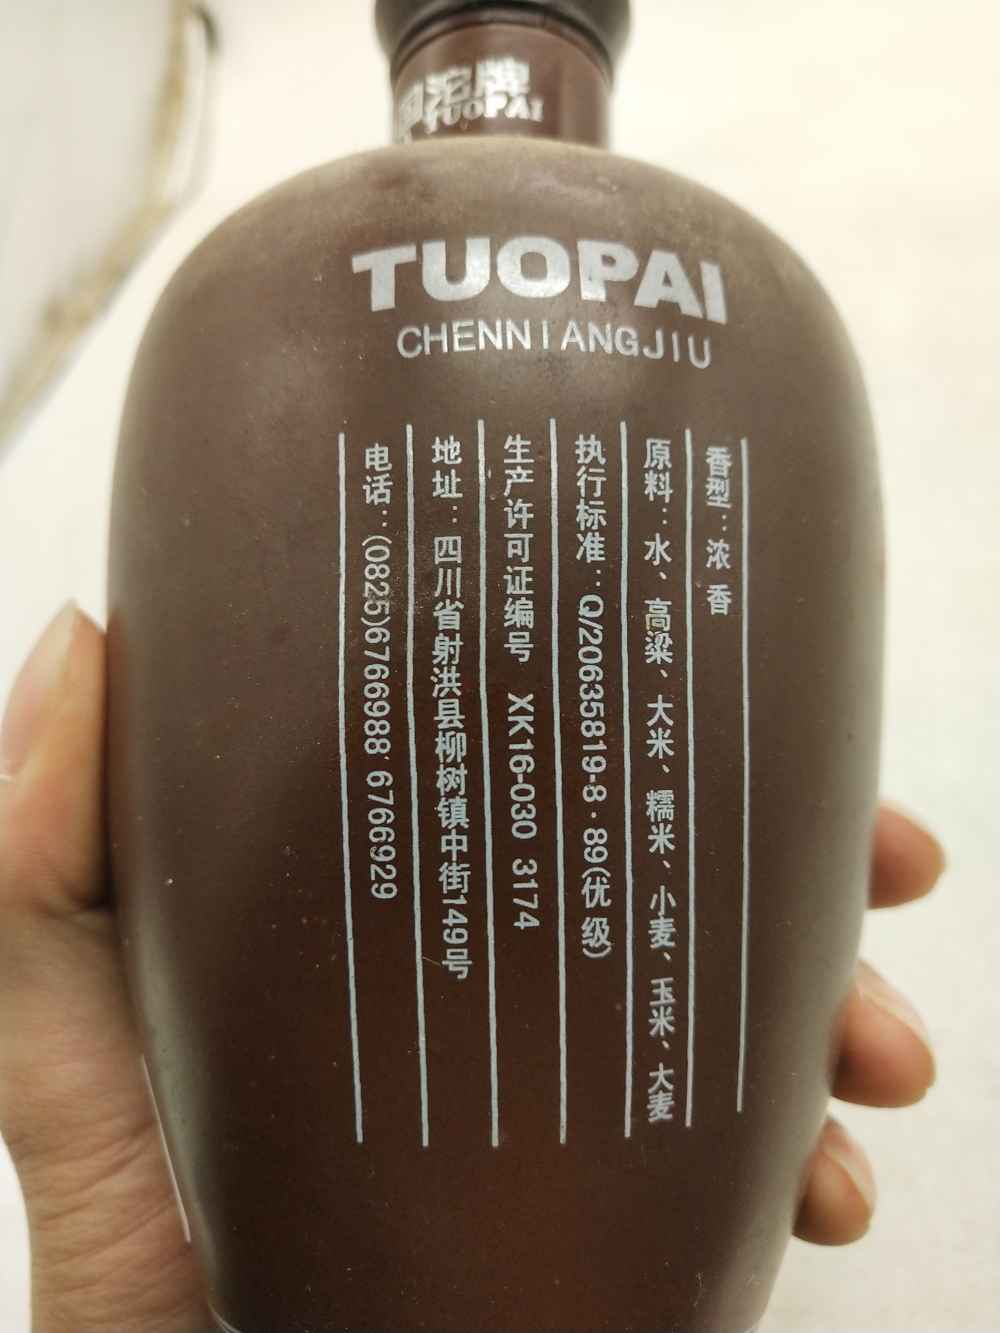 沱牌
TUOPAI
TUOPAI
CHENNIANGJIU
香型：浓香
原料：水、高粱、大米、糯米、小麦、玉米、大麦
执行标准：Q/20635819-8·89(优级)
生产许可证编号 XK16-030 3174
地址：四川省射洪县柳树镇中街149号
电话：(0825)6766988 6766929